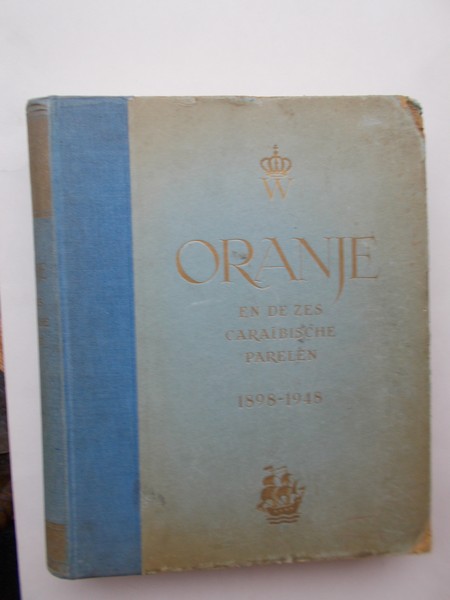 W
ORANJE
EN DE ZES
CARAÏBISCHE
PARELEN
1898-1948